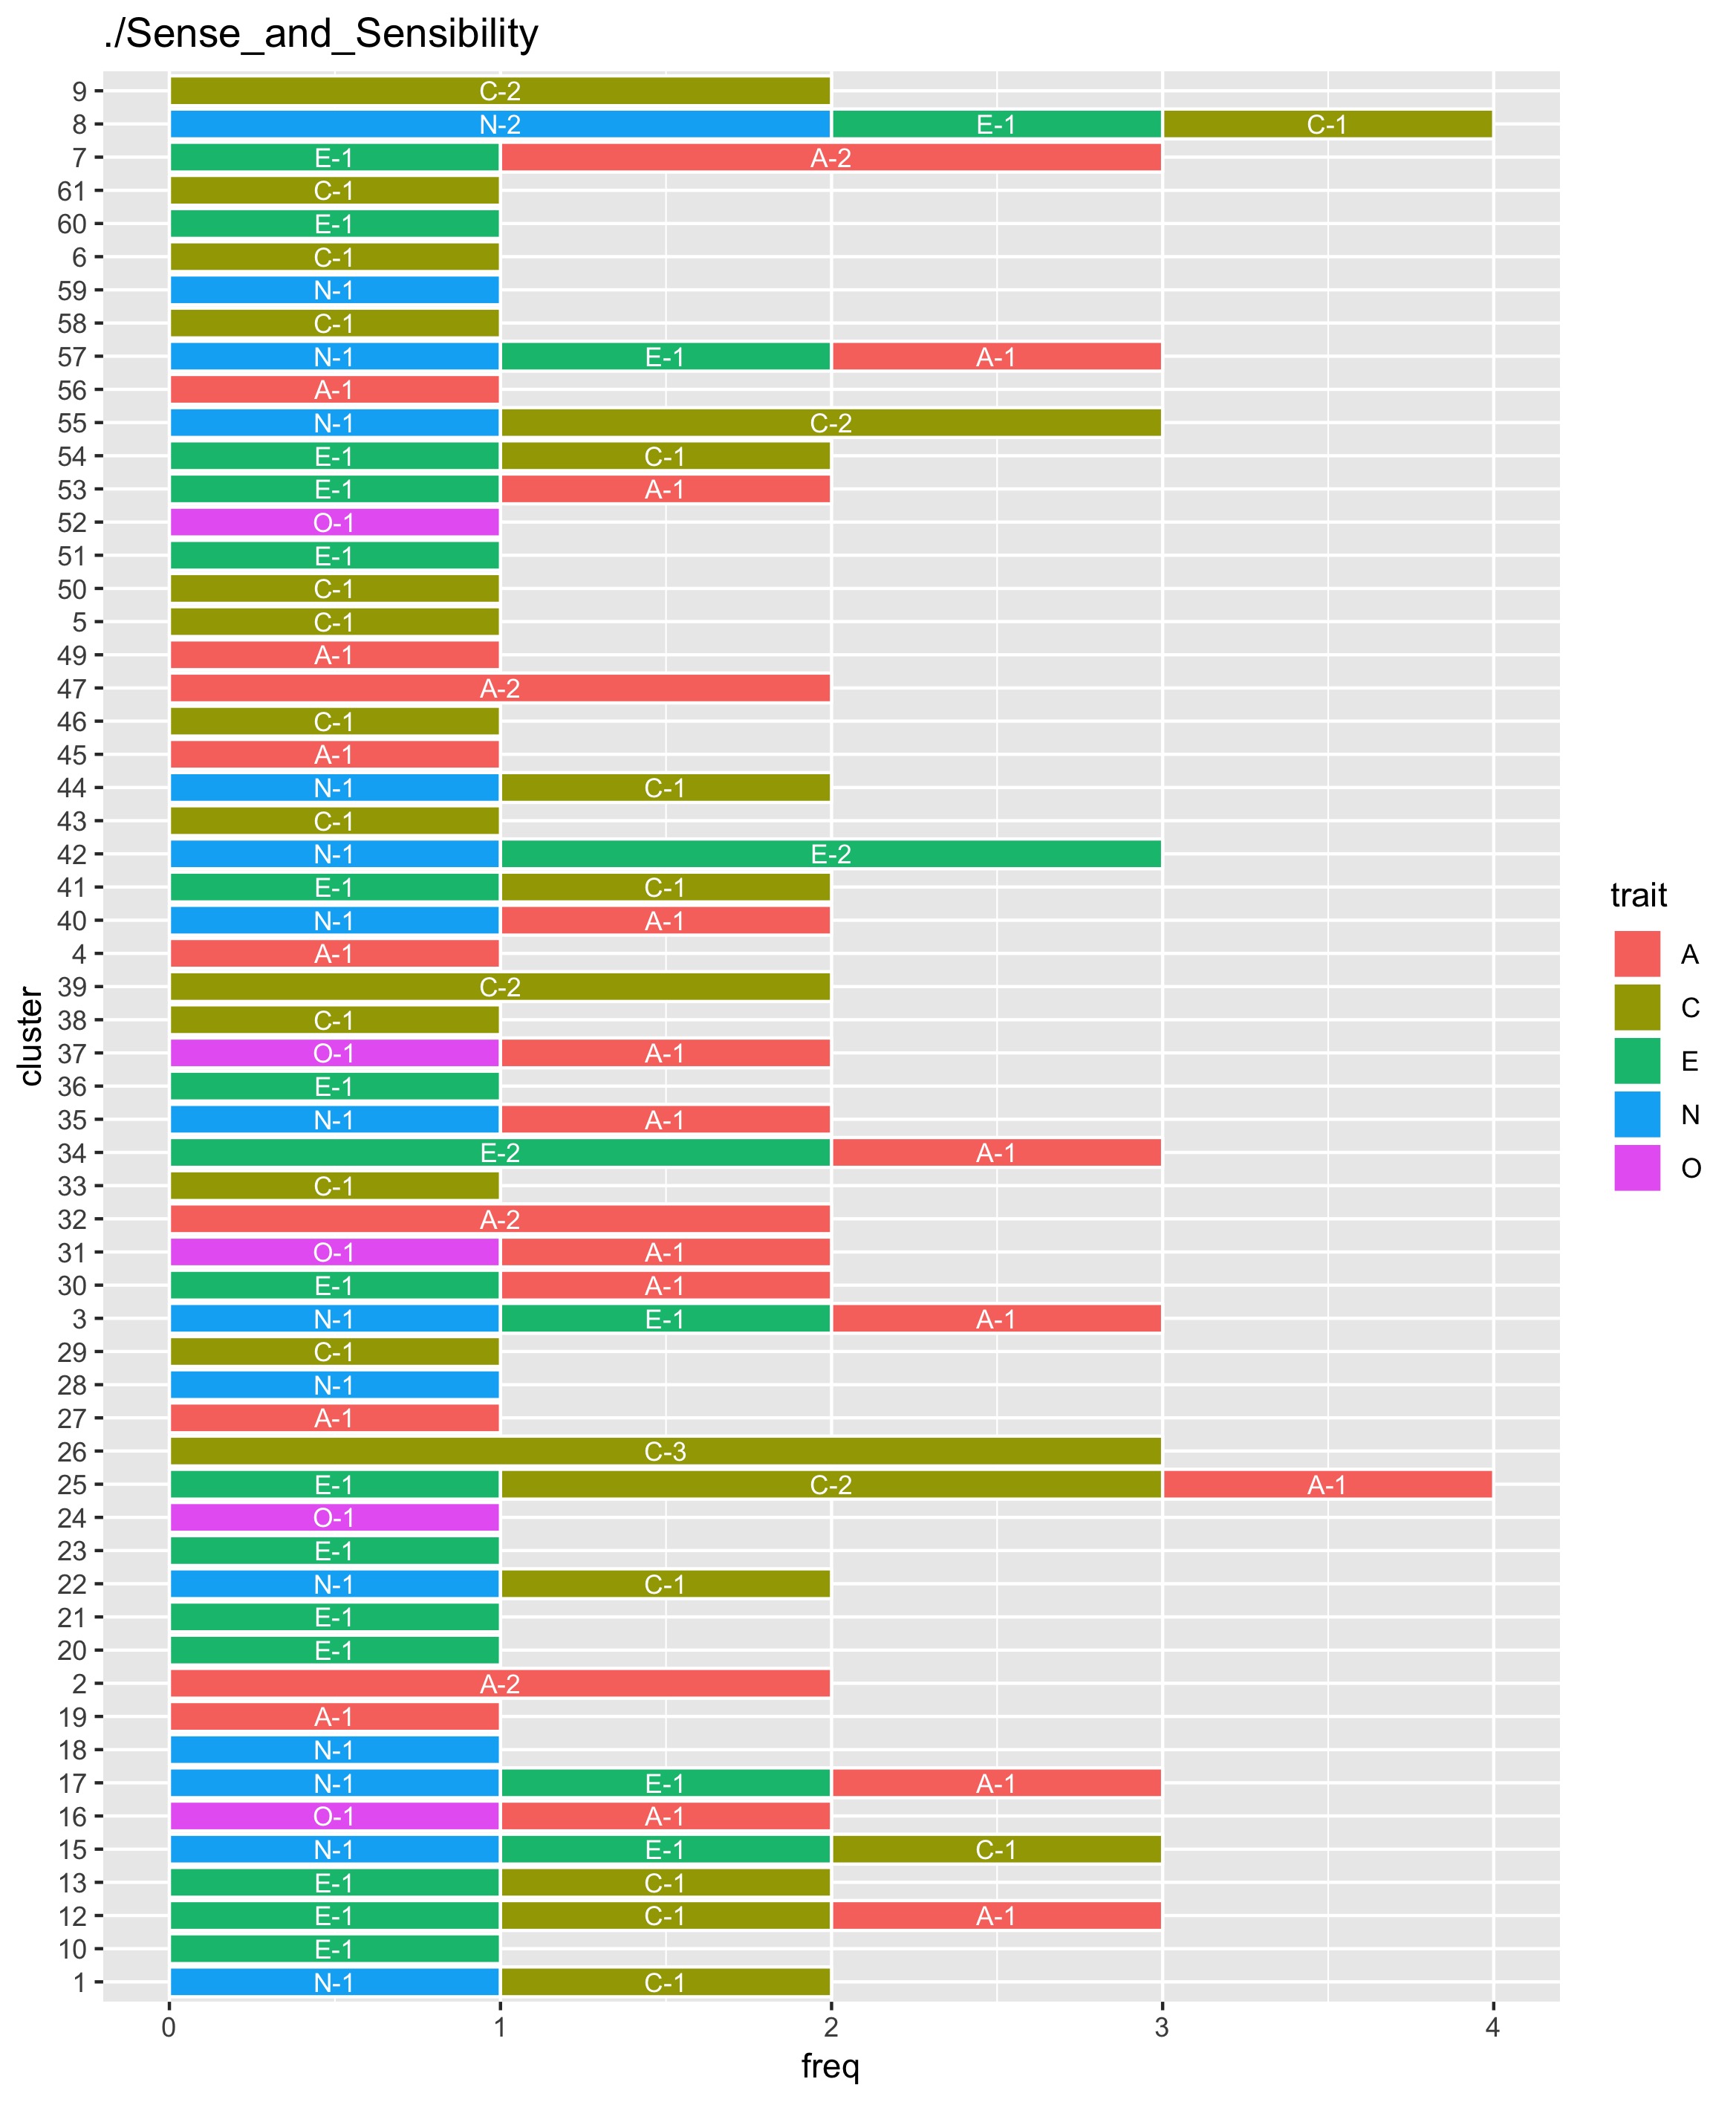 ./Sense_and_Sensibility
9 C-2
8 N-2 E-1 C-1
7 E-1 A-2
61 C-1
60 E-1
6 C-1
59 N-1
58 C-1
57 N-1 E-1 A-1
56 A-1
55 N-1 C-2
54 E-1 C-1
53 E-1 A-1
52 O-1
51 E-1
50 C-1
5 C-1
49 A-1
47 A-2
46 C-1
45 A-1
44 N-1 C-1
43 C-1
42 N-1 E-2
41 E-1 C-1
40 N-1 A-1
4 A-1
39 C-2
38 C-1
37 O-1 A-1
36 E-1
35 N-1 A-1
34 E-2 A-1
33 C-1
32 A-2
31 O-1 A-1
30 E-1 A-1
3 N-1 E-1 A-1
29 C-1
28 N-1
27 A-1
26 C-3
25 E-1 C-2 A-1
24 O-1
23 E-1
22 N-1 C-1
21 E-1
20 E-1
2 A-2
19 A-1
18 N-1
17 N-1 E-1 A-1
16 O-1 A-1
15 N-1 E-1 C-1
13 E-1 C-1
12 E-1 C-1 A-1
10 E-1
1 N-1 C-1
0 1 2 3 4
freq
cluster
trait
A
C
E
N
O